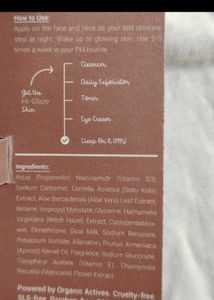 How to Use:
Apply on the face and neck as your last skincare
step at night. Wake up to glowing skin. Use 2-3
times a week in your PM routine.
Cleanser
Daily Exfoliator
Get the
Hi-Glaze
Skin
Toner
Eye Cream
Sleep On It (PM)
Ingredients:
Aqua, Propanediol, Niacinamide (Vitamin B3),
Sodium Carbomer, Centella Asiatica (Gotu Kola)
Extract, Aloe Barbadensis (Aloe Vera) Leaf Extract,
Betaine, Isopropyl Myristate, Glycerine, Hamamelis
Virginiana (Witch Hazel) Extract, Cyclopentasilox-
ane Dimethicone, Goat Milk, Sodium Benzoate,
Potassium Sorbate, Allanatoin, Prunus Armeniaca
(Apricot) Kernel Oil, Fragrance, Sodium Gluconate,
Tocopheryl Acetate (Vitamin E), Chamomilla
Recutita (Matricaria) Flower Extract
Powered by Organic Actives. Cruelty-free,
SLS-free, Paraben